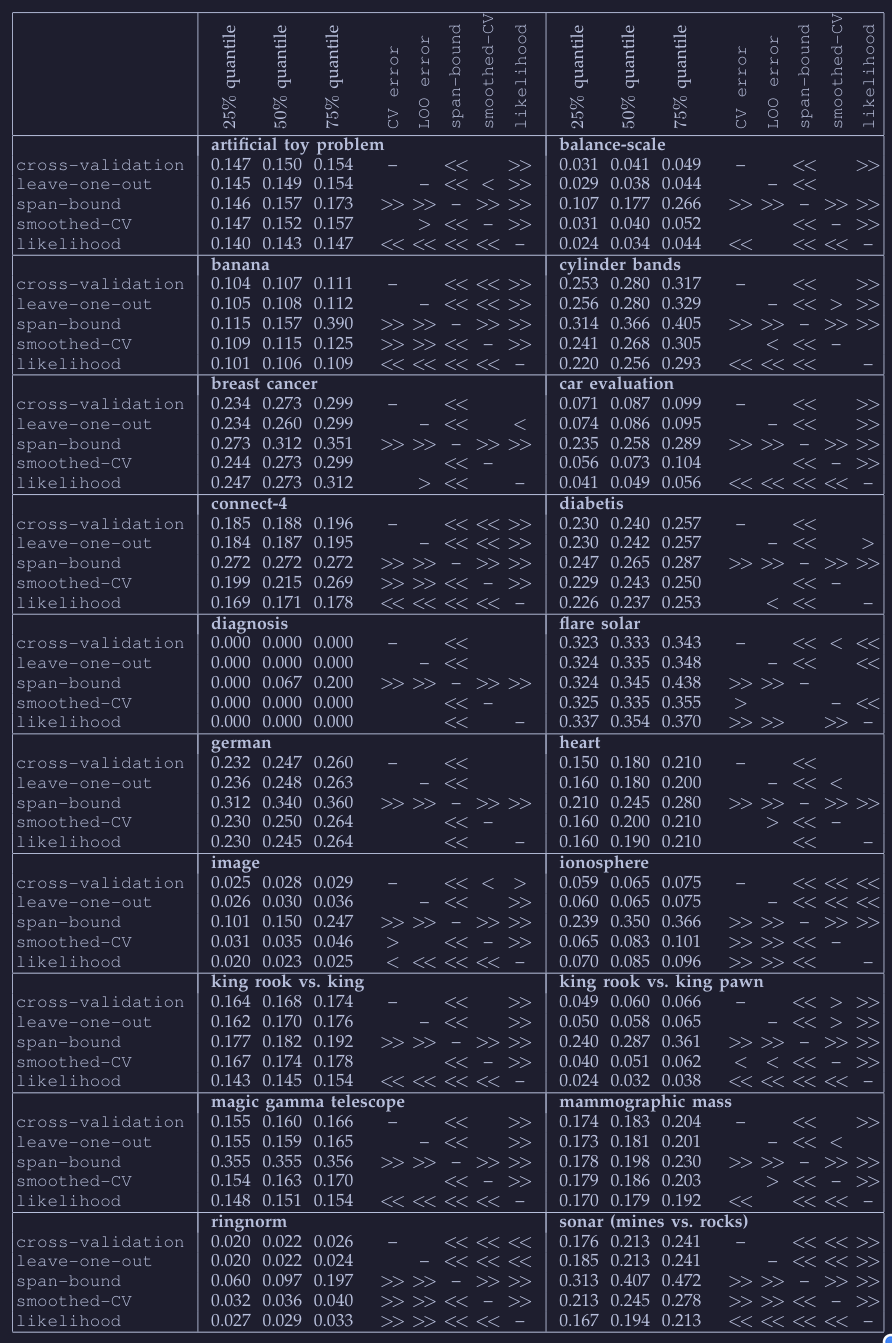 25% quantile 50% quantile 75% quantile CV error LOO error span-bound smoothed-CV likelihood 25% quantile 50% quantile 75% quantile CV error LOO error span-bound smoothed-CV likelihood
artificial toy problem balance-scale
cross-validation 0.147 0.150 0.154 – << >> 0.031 0.041 0.049 – << >>
leave-one-out 0.145 0.149 0.154 – << < >> 0.029 0.038 0.044 – <<
span-bound 0.146 0.157 0.173 >> >> – >> >> 0.107 0.177 0.266 >> >> – >> >>
smoothed-CV 0.147 0.152 0.157 > << – >> 0.031 0.040 0.052 << – >>
likelihood 0.140 0.143 0.147 << << << << – 0.024 0.034 0.044 << << << –
banana cylinder bands
cross-validation 0.104 0.107 0.111 – << << >> 0.253 0.280 0.317 – << >>
leave-one-out 0.105 0.108 0.112 – << << >> 0.256 0.280 0.329 – << > >>
span-bound 0.115 0.157 0.390 >> >> – >> >> 0.314 0.366 0.405 >> >> – >> >>
smoothed-CV 0.109 0.115 0.125 >> >> << – >> 0.241 0.268 0.305 < << –
likelihood 0.101 0.106 0.109 << << << << – 0.220 0.256 0.293 << << << –
breast cancer car evaluation
cross-validation 0.234 0.273 0.299 – << 0.071 0.087 0.099 – << >>
leave-one-out 0.234 0.260 0.299 – << < 0.074 0.086 0.095 – << >>
span-bound 0.273 0.312 0.351 >> >> – >> >> 0.235 0.258 0.289 >> >> – >> >>
smoothed-CV 0.244 0.273 0.299 << – 0.056 0.073 0.104 << – >>
likelihood 0.247 0.273 0.312 > << – 0.041 0.049 0.056 << << << << –
connect-4 diabetis
cross-validation 0.185 0.188 0.196 – << << >> 0.230 0.240 0.257 – <<
leave-one-out 0.184 0.187 0.195 – << << >> 0.230 0.242 0.257 – << >
span-bound 0.272 0.272 0.272 >> >> – >> >> 0.247 0.265 0.287 >> >> – >> >>
smoothed-CV 0.199 0.215 0.269 >> >> << – >> 0.229 0.243 0.250 << –
likelihood 0.169 0.171 0.178 << << << << – 0.226 0.237 0.253 < << –
diagnosis flare solar
cross-validation 0.000 0.000 0.000 – << 0.323 0.333 0.343 – << < <<
leave-one-out 0.000 0.000 0.000 – << 0.324 0.335 0.348 – << <<
span-bound 0.000 0.067 0.200 >> >> – >> >> 0.324 0.345 0.438 >> >> –
smoothed-CV 0.000 0.000 0.000 << – 0.325 0.335 0.355 > – <<
likelihood 0.000 0.000 0.000 << – 0.337 0.354 0.370 >> >> >> –
german heart
cross-validation 0.232 0.247 0.260 – << 0.150 0.180 0.210 – <<
leave-one-out 0.236 0.248 0.263 – << 0.160 0.180 0.200 – << <
span-bound 0.312 0.340 0.360 >> >> – >> >> 0.210 0.245 0.280 >> >> – >> >>
smoothed-CV 0.230 0.250 0.264 << – 0.160 0.200 0.210 > << –
likelihood 0.230 0.245 0.264 << – 0.160 0.190 0.210 << –
image ionosphere
cross-validation 0.025 0.028 0.029 – << < > 0.059 0.065 0.075 – << << <<
leave-one-out 0.026 0.030 0.036 – << >> 0.060 0.065 0.075 – << << <<
span-bound 0.101 0.150 0.247 >> >> – >> >> 0.239 0.350 0.366 >> >> – >> >>
smoothed-CV 0.031 0.035 0.046 > << – >> 0.065 0.083 0.101 >> >> << –
likelihood 0.020 0.023 0.025 < << << << – 0.070 0.085 0.096 >> >> << –
king rook vs. king king rook vs. king pawn
cross-validation 0.164 0.168 0.174 – << >> 0.049 0.060 0.066 – << > >>
leave-one-out 0.162 0.170 0.176 – << >> 0.050 0.058 0.065 – << > >>
span-bound 0.177 0.182 0.192 >> >> – >> >> 0.240 0.287 0.361 >> >> – >> >>
smoothed-CV 0.167 0.174 0.178 << – >> 0.040 0.051 0.062 < < << – >>
likelihood 0.143 0.145 0.154 << << << << – 0.024 0.032 0.038 << << << << –
magic gamma telescope mammographic mass
cross-validation 0.155 0.160 0.166 – << >> 0.174 0.183 0.204 – << >>
leave-one-out 0.155 0.159 0.165 – << >> 0.173 0.181 0.201 – << <
span-bound 0.355 0.355 0.356 >> >> – >> >> 0.178 0.198 0.230 >> >> – >> >>
smoothed-CV 0.154 0.163 0.170 << – >> 0.179 0.186 0.203 > << – >>
likelihood 0.148 0.151 0.154 << << << << – 0.170 0.179 0.192 << << << –
ringnorm sonar (mines vs. rocks)
cross-validation 0.020 0.022 0.026 – << << << 0.176 0.213 0.241 – << << >>
leave-one-out 0.020 0.022 0.024 – << << << 0.185 0.213 0.241 – << << >>
span-bound 0.060 0.097 0.197 >> >> – >> >> 0.313 0.407 0.472 >> >> – >> >>
smoothed-CV 0.032 0.036 0.040 >> >> << – >> 0.213 0.245 0.278 >> >> << – >>
likelihood 0.027 0.029 0.033 >> >> << << – 0.167 0.194 0.213 << << << << –